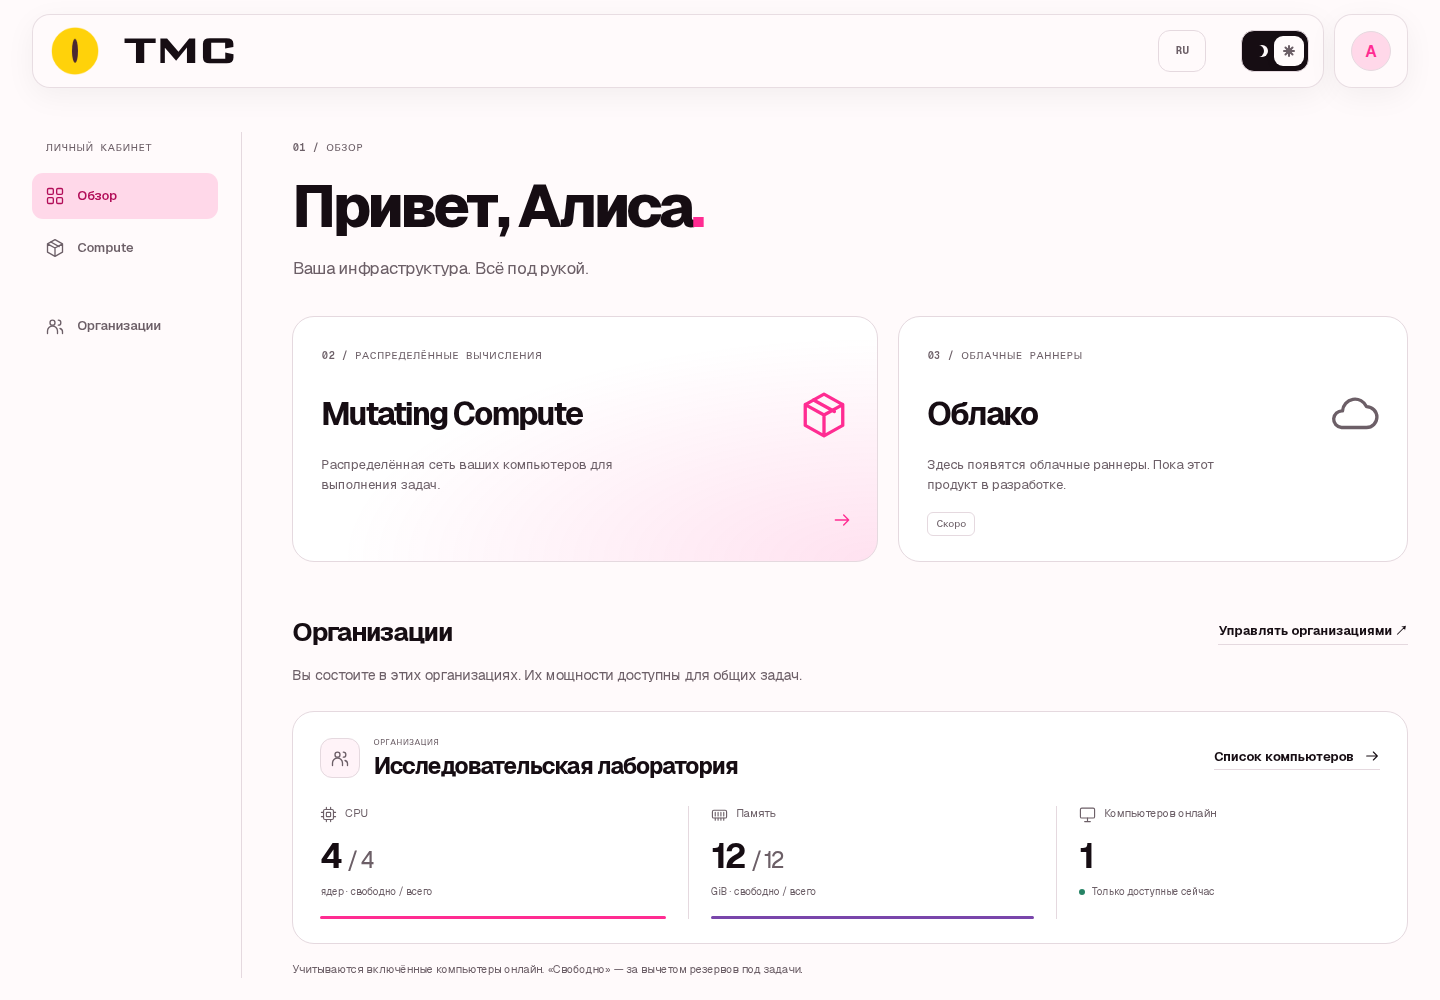 TMC
RU
A
ЛИЧНЫЙ КАБИНЕТ
Обзор
Compute
Организации
01 / ОБЗОР
Привет, Алиса.
Ваша инфраструктура. Всё под рукой.
02 / РАСПРЕДЕЛЁННЫЕ ВЫЧИСЛЕНИЯ
Mutating Compute
Распределённая сеть ваших компьютеров для
выполнения задач.
03 / ОБЛАЧНЫЕ РАННЕРЫ
Облако
Здесь появятся облачные раннеры. Пока этот
продукт в разработке.
Скоро
Организации
Управлять организациями ↗
Вы состоите в этих организациях. Их мощности доступны для общих задач.
ОРГАНИЗАЦИЯ
Исследовательская лаборатория
Список компьютеров →
CPU
4 / 4
ядер · свободно / всего
Память
12 / 12
GiB · свободно / всего
Компьютеров онлайн
1
Только доступные сейчас
Учитываются включённые компьютеры онлайн. «Свободно» — за вычетом резервов под задачи.